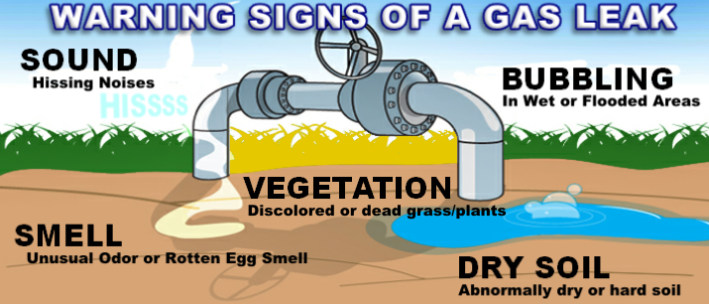 WARNING SIGNS OF A GAS LEAK
SOUND
Hissing Noises
HISSSS
BUBBLING
In Wet or Flooded Areas
VEGETATION
Discolored or dead grass/plants
SMELL
Unusual Odor or Rotten Egg Smell
DRY SOIL
Abnormally dry or hard soil